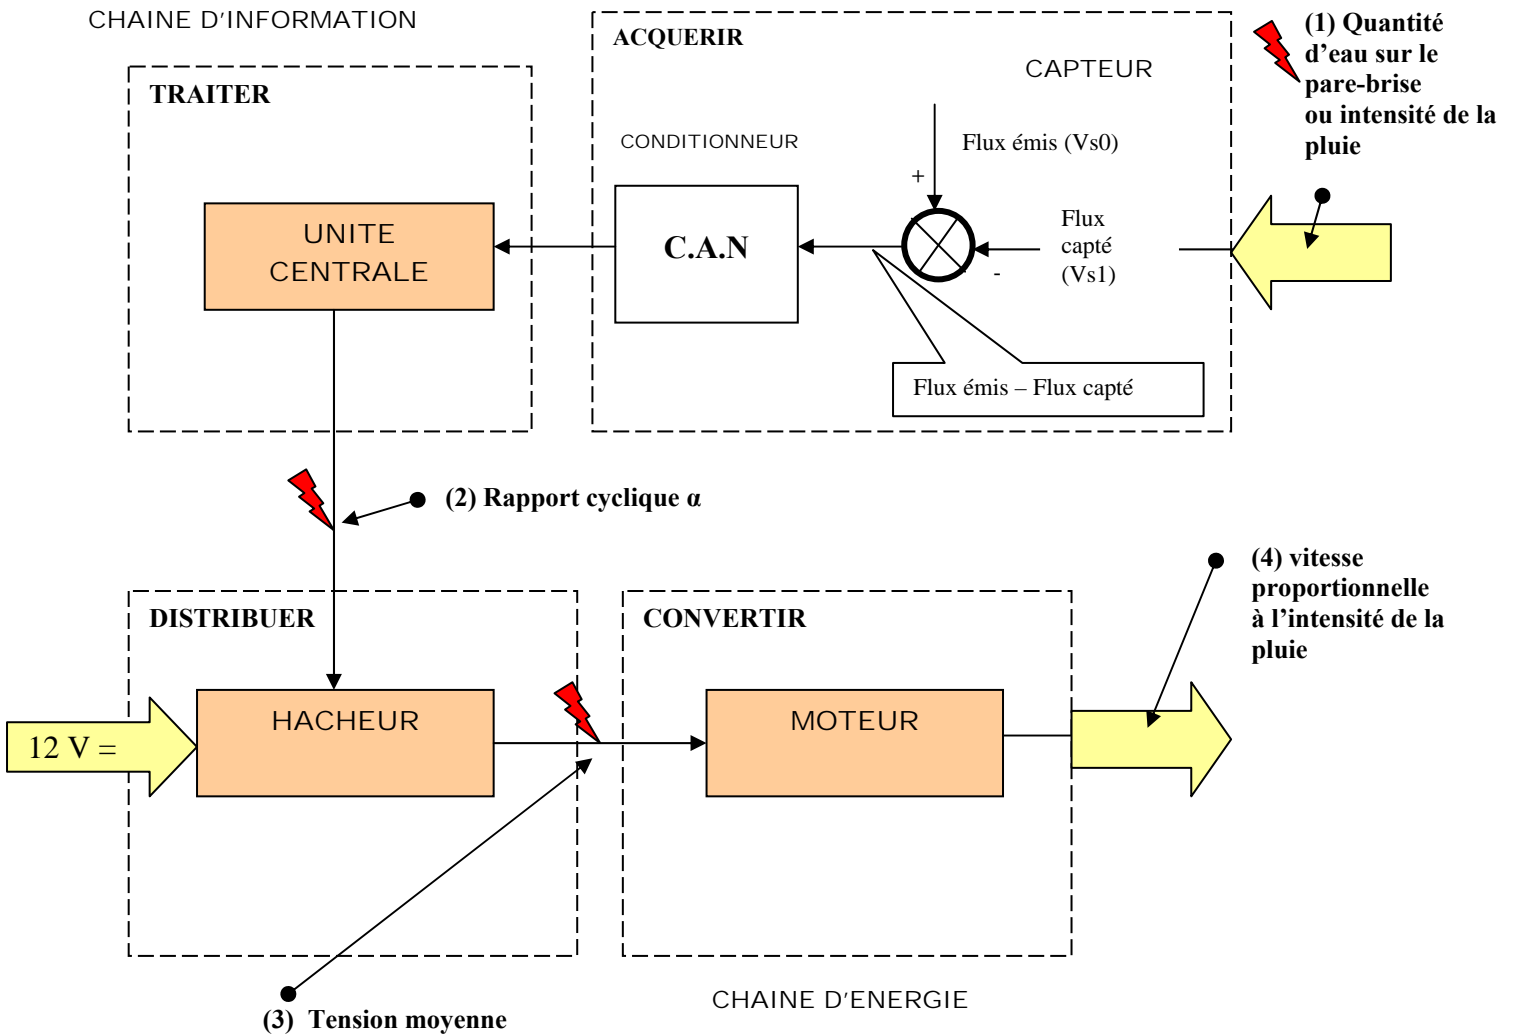 CHAINE D'INFORMATION
ACQUERIR
(1) Quantité
d'eau sur le
pare-brise
ou intensité de la
pluie
TRAITER
CAPTEUR
CONDITIONNEUR
Flux émis (Vs0)
+
UNITE
CENTRALE
C.A.N
Flux
capté
(Vs1)
-
Flux émis – Flux capté
(2) Rapport cyclique α
(4) vitesse
proportionnelle
à l'intensité de la
pluie
DISTRIBUER
CONVERTIR
HACHEUR
MOTEUR
12 V =
CHAINE D'ENERGIE
(3) Tension moyenne